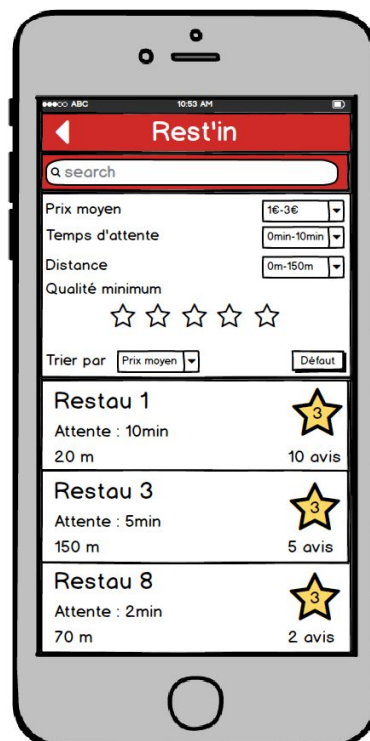 ABC 10:53 AM
Rest'in
search
Prix moyen 1€-3€
Temps d'attente 0min-10min
Distance 0m-150m
Qualité minimum
Trier par Prix moyen Défaut
Restau 1 3
Attente : 10min
20 m 10 avis
Restau 3 3
Attente : 5min
150 m 5 avis
Restau 8 3
Attente : 2min
70 m 2 avis